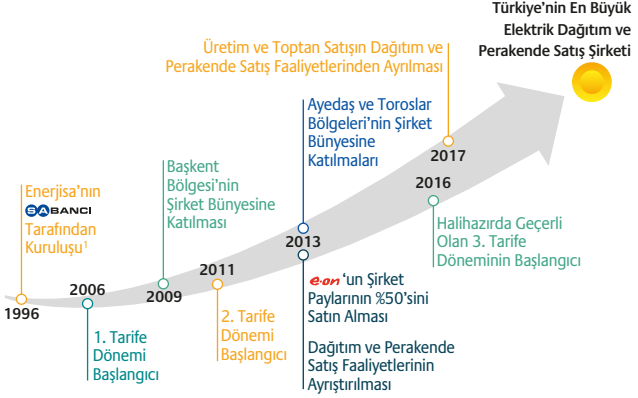 Türkiye'nin En Büyük
Elektrik Dağıtım ve
Perakende Satış Şirketi
Üretim ve Toptan Satışın Dağıtım ve
Perakende Satış Faaliyetlerinden Ayrılması
Ayedaş ve Toroslar
Bölgeleri'nin Şirket
Bünyesine
Katılmaları
2017
Başkent
Bölgesi'nin
Şirket Bünyesine
Katılması
2016
Enerjisa'nın
SABANCI
Tarafından
Kuruluşu¹
Halihazırda Geçerli
Olan 3. Tarife
Döneminin Başlangıcı
2013
2011
2006
2009
1996
e·on 'un Şirket
Paylarının %50'sini
Satın Alması
1. Tarife
Dönemi
Başlangıcı
2. Tarife
Dönemi
Başlangıcı
Dağıtım ve Perakende
Satış Faaliyetlerinin
Ayrıştırılması